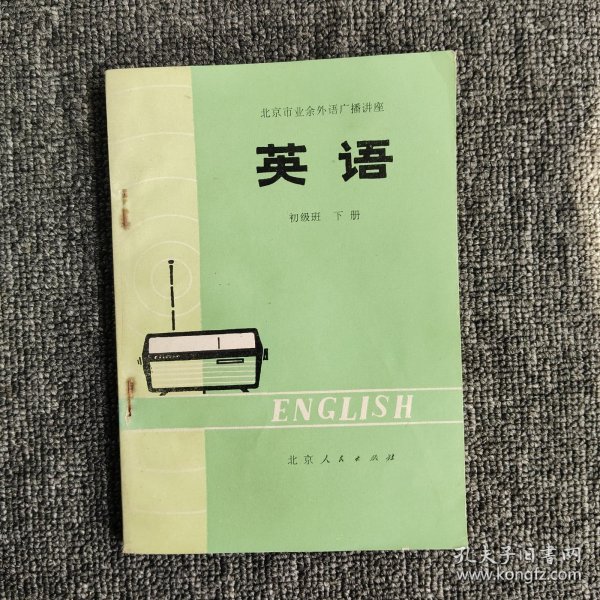 北京市业余外语广播讲座
英语
初级班 下册
ENGLISH
北京人民出版社
孔夫子旧书网
www.kongfz.com